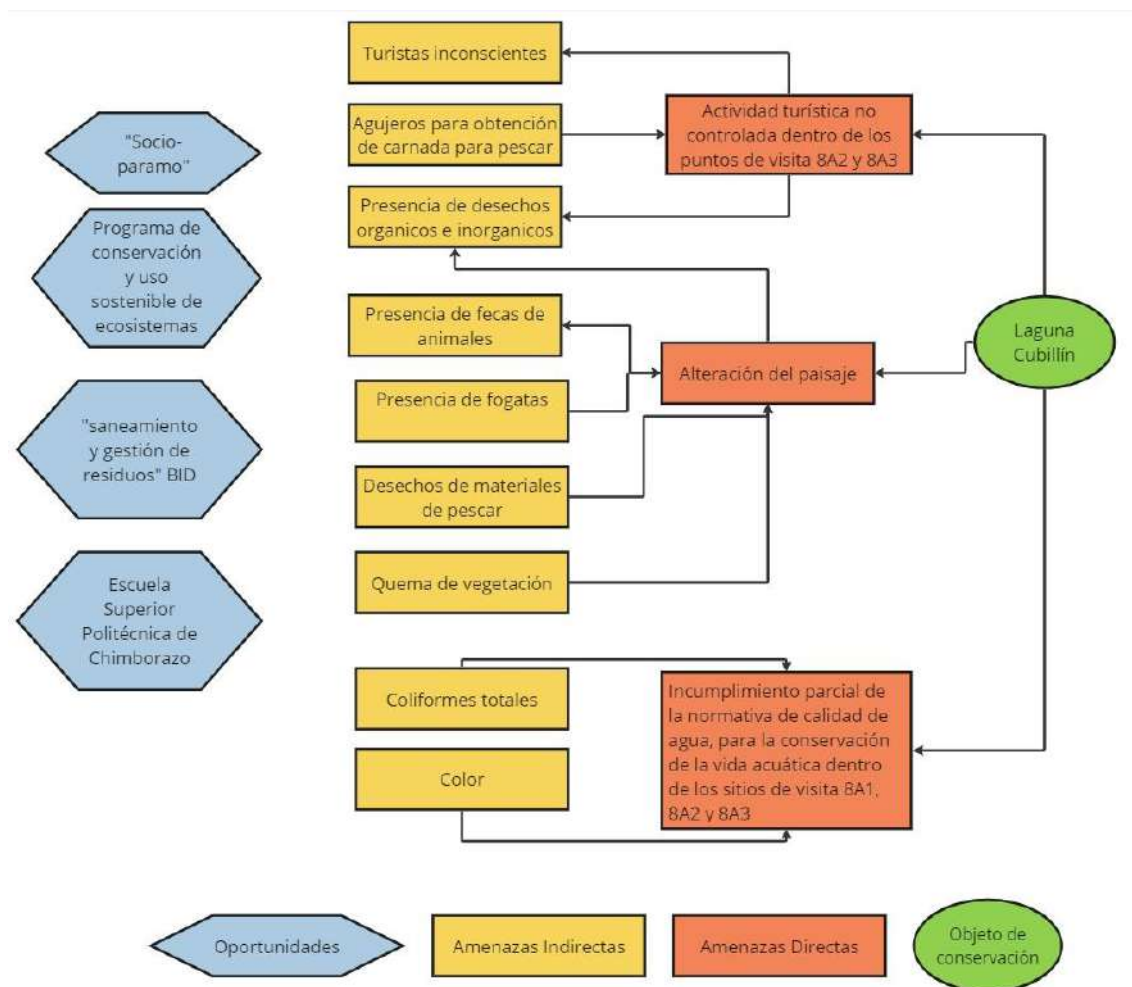 Turistas inconscientes
Agujeros para obtención
de carnada para pescar
Presencia de desechos
organicos e inorganicos
Presencia de fecas de
animales
Presencia de fogatas
Desechos de materiales
de pescar
Quema de vegetación
Coliformes totales
Color
"Socio-
paramo"
Programa de
conservación
y uso
sostenible de
ecosistemas
"saneamiento
y gestión de
residuos" BID
Escuela
Superior
Politécnica de
Chimborazo
Actividad turística no
controlada dentro de los
puntos de visita 8A2 y 8A3
Alteración del paisaje
Incumplimiento parcial de
la normativa de calidad de
agua, para la conservación
de la vida acuática dentro
de los sitios de visita 8A1,
8A2 y 8A3
Laguna
Cubillín
Oportunidades
Amenazas Indirectas
Amenazas Directas
Objeto de
conservación